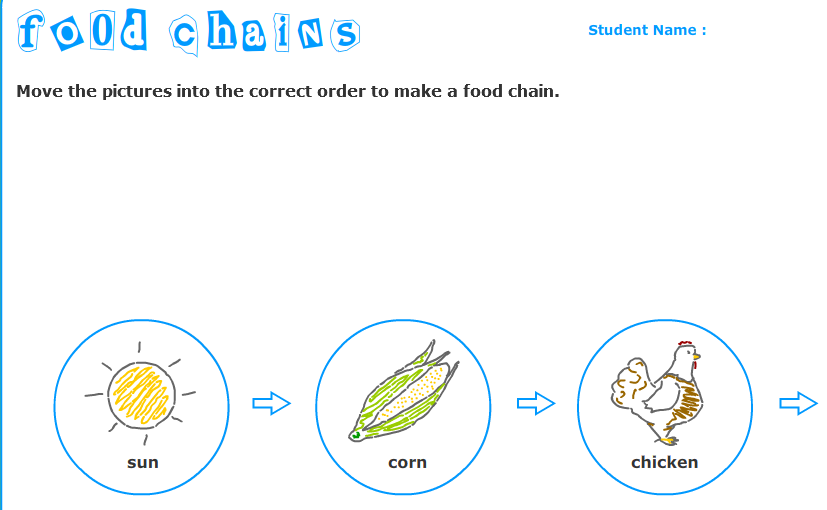 food chains
Student Name :
Move the pictures into the correct order to make a food chain.
sun
corn
chicken